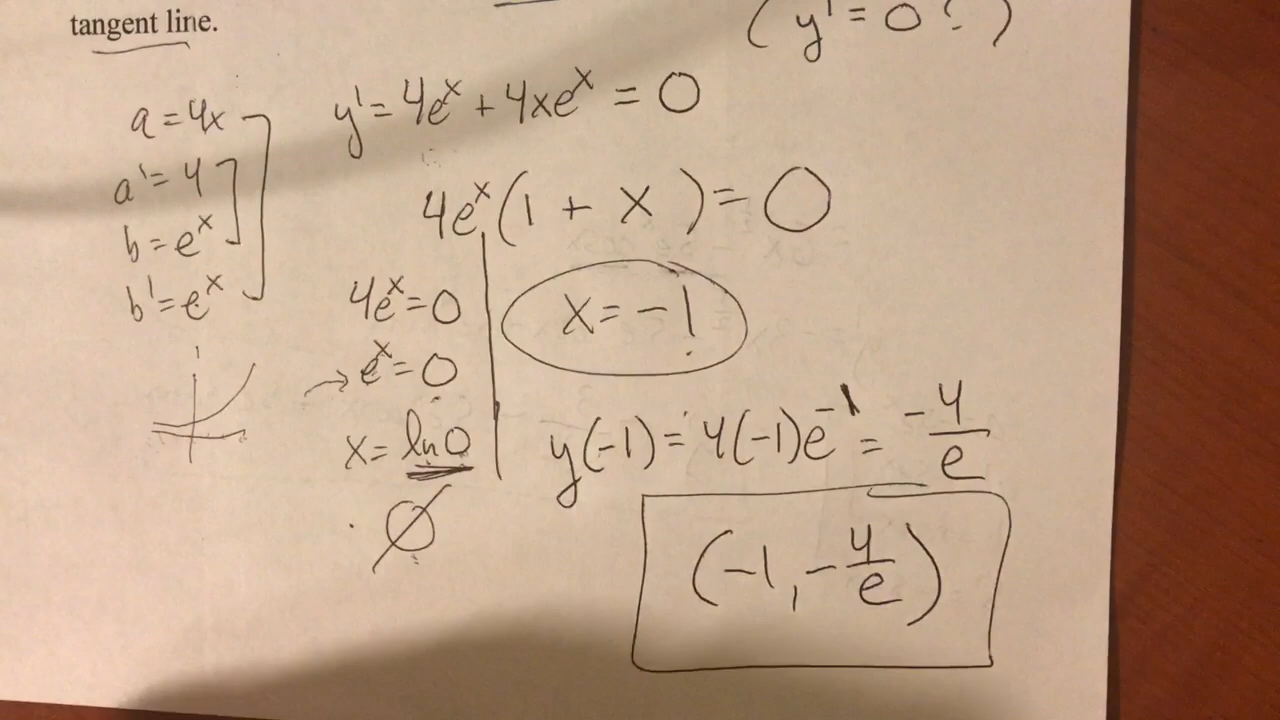 tangent line.
(y' = 0?)
a = 4x
a' = 4
b = e^x
b' = e^x
y' = 4e^x + 4xe^x = 0
4e^x(1 + x) = 0
4e^x = 0
→ e^x = 0
x = ln 0
∅
x = -1
y(-1) = 4(-1)e^-1 = -4/e
(-1, -4/e)